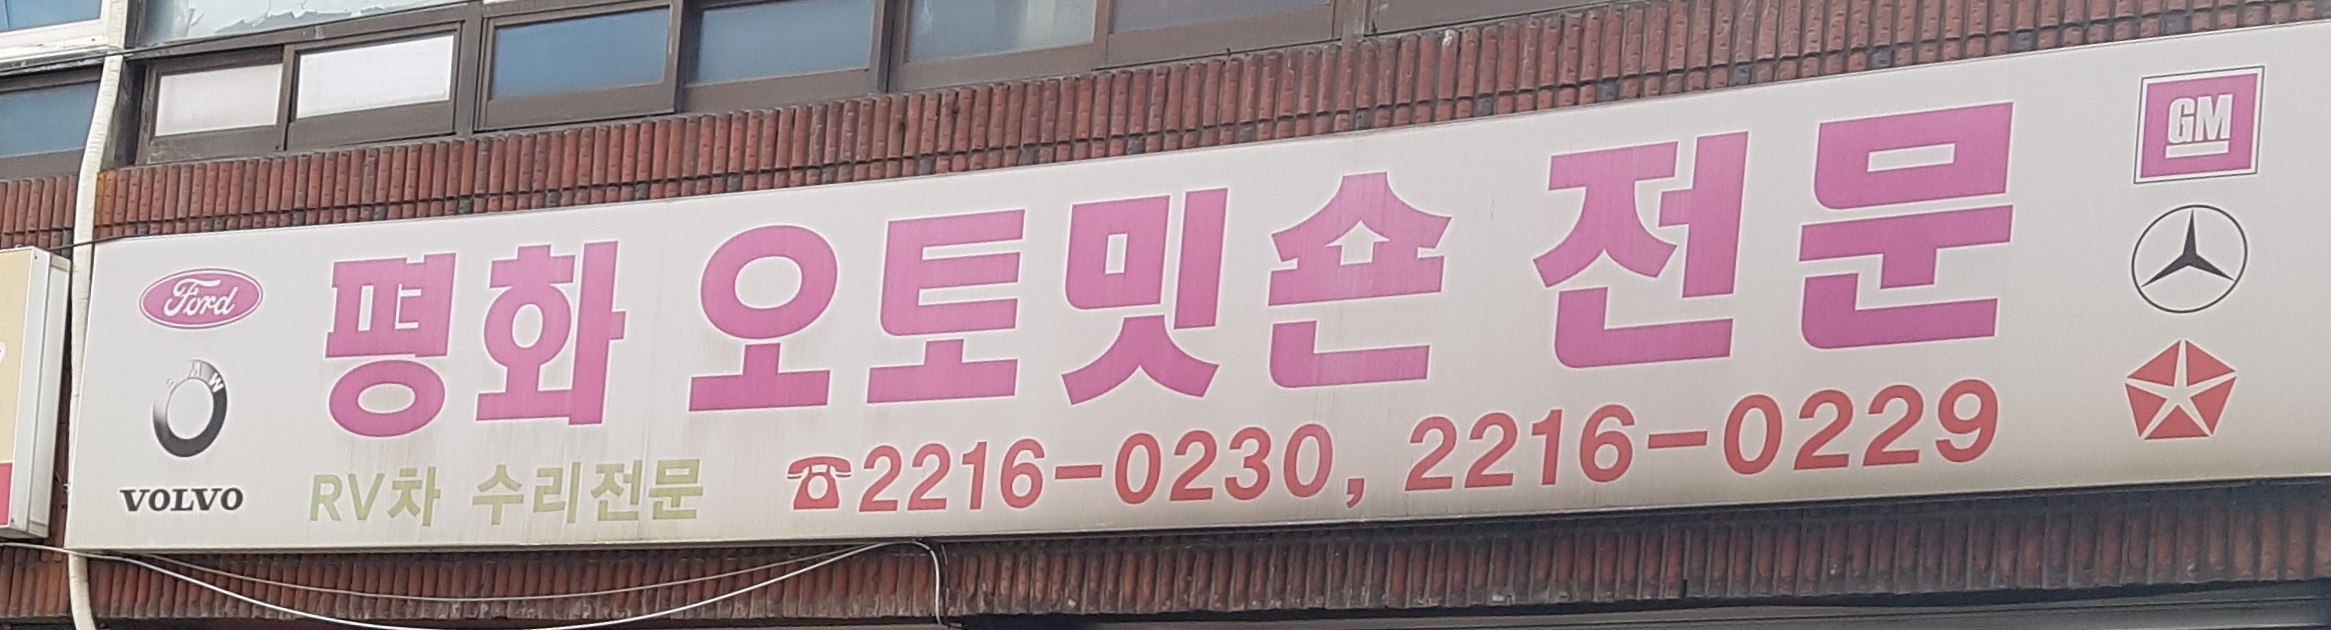 Ford
BMW
VOLVO
평화 오토밋숀 전문
RV차 수리전문
☎2216-0230, 2216-0229
GM